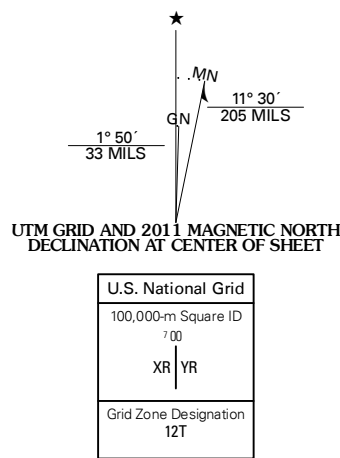 MN
11° 30´
205 MILS
GN
1° 50´
33 MILS
UTM GRID AND 2011 MAGNETIC NORTH
DECLINATION AT CENTER OF SHEET
U.S. National Grid
100,000-m Square ID
7
XR YR
Grid Zone Designation
12T